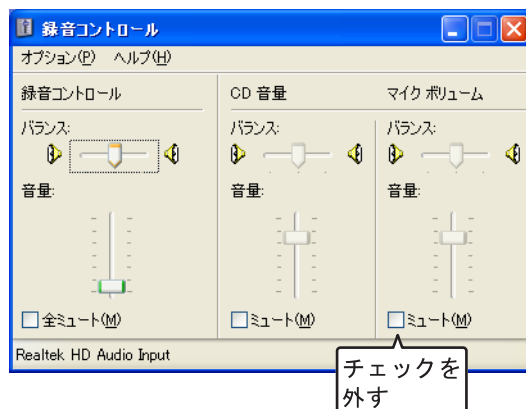 録音コントロール
オプション(P) ヘルプ(H)
録音コントロール
バランス:
音量:
全ミュート(M)
CD 音量
バランス:
音量:
ミュート(M)
マイク ボリューム
バランス:
音量:
ミュート(M)
Realtek HD Audio Input
チェックを
外す